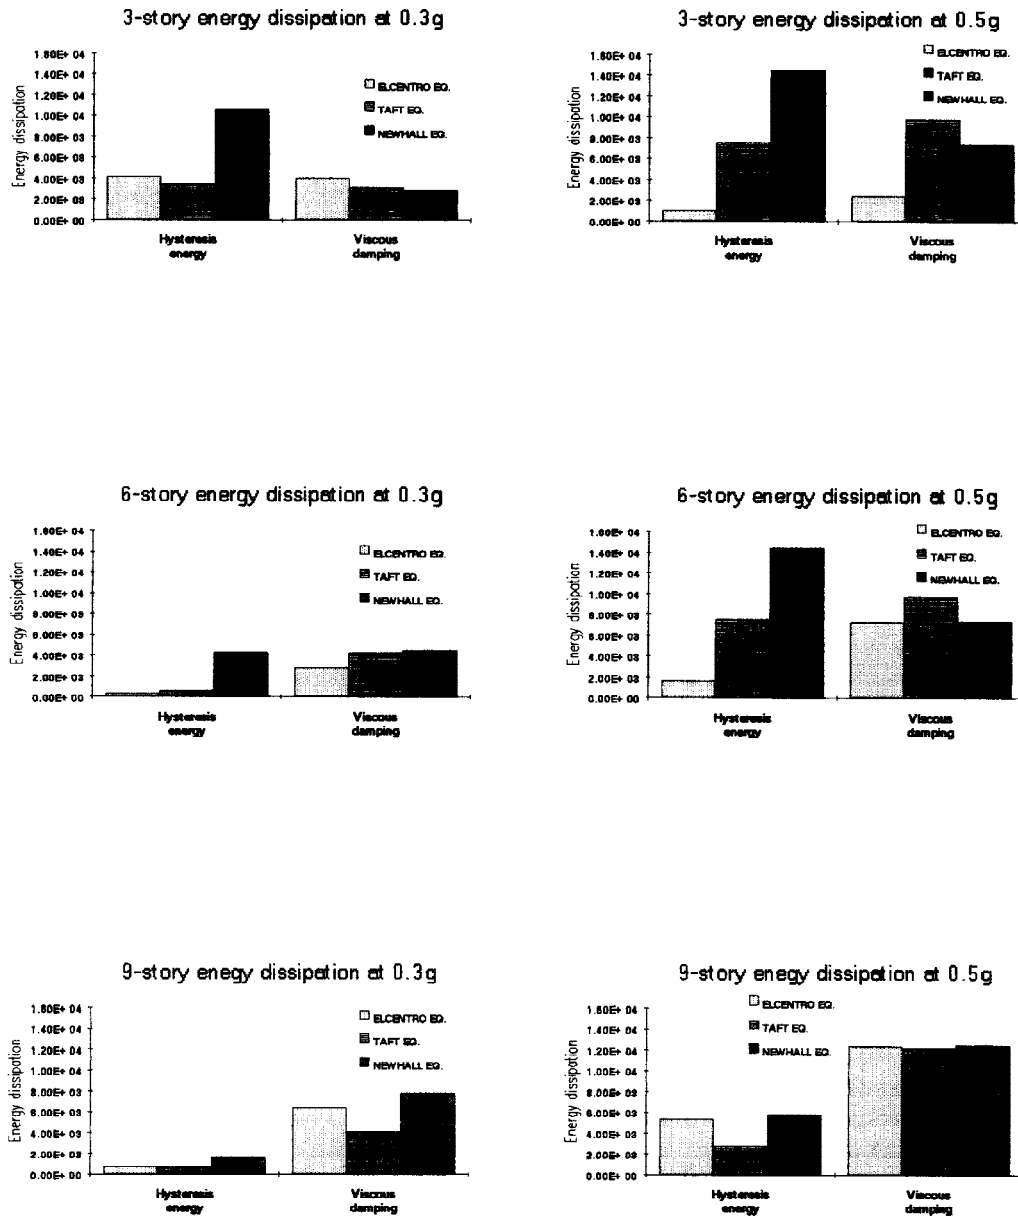 3-story energy dissipation at 0.3g
Energy dissipation
1.60E+ 04
1.40E+ 04
1.20E+ 04
1.00E+ 04
8.00E+ 03
6.00E+ 03
4.00E+ 03
2.00E+ 03
0.00E+ 00
ELCENTRO EQ.
TAFT EQ.
NEWHALL EQ.
Hysteresis
energy
Viscous
damping
3-story energy dissipation at 0.5g
Energy dissipation
1.60E+ 04
1.40E+ 04
1.20E+ 04
1.00E+ 04
8.00E+ 03
6.00E+ 03
4.00E+ 03
2.00E+ 03
0.00E+ 00
ELCENTRO EQ.
TAFT EQ.
NEWHALL EQ.
Hysteresis
energy
Viscous
damping
6-story energy dissipation at 0.3g
Energy dissipation
1.60E+ 04
1.40E+ 04
1.20E+ 04
1.00E+ 04
8.00E+ 03
6.00E+ 03
4.00E+ 03
2.00E+ 03
0.00E+ 00
ELCENTRO EQ.
TAFT EQ.
NEWHALL EQ.
Hysteresis
energy
Viscous
damping
6-story energy dissipation at 0.5g
Energy dissipation
1.60E+ 04
1.40E+ 04
1.20E+ 04
1.00E+ 04
8.00E+ 03
6.00E+ 03
4.00E+ 03
2.00E+ 03
0.00E+ 00
ELCENTRO EQ.
TAFT EQ.
NEWHALL EQ.
Hysteresis
energy
Viscous
damping
9-story enegy dissipation at 0.3g
Energy dissipation
1.60E+ 04
1.40E+ 04
1.20E+ 04
1.00E+ 04
8.00E+ 03
6.00E+ 03
4.00E+ 03
2.00E+ 03
0.00E+ 00
ELCENTRO EQ.
TAFT EQ.
NEWHALL EQ.
Hysteresis
energy
Viscous
damping
9-story enegy dissipation at 0.5g
Energy dissipation
1.60E+ 04
1.40E+ 04
1.20E+ 04
1.00E+ 04
8.00E+ 03
6.00E+ 03
4.00E+ 03
2.00E+ 03
0.00E+ 00
ELCENTRO EQ.
TAFT EQ.
NEWHALL EQ.
Hysteresis
energy
Viscous
damping